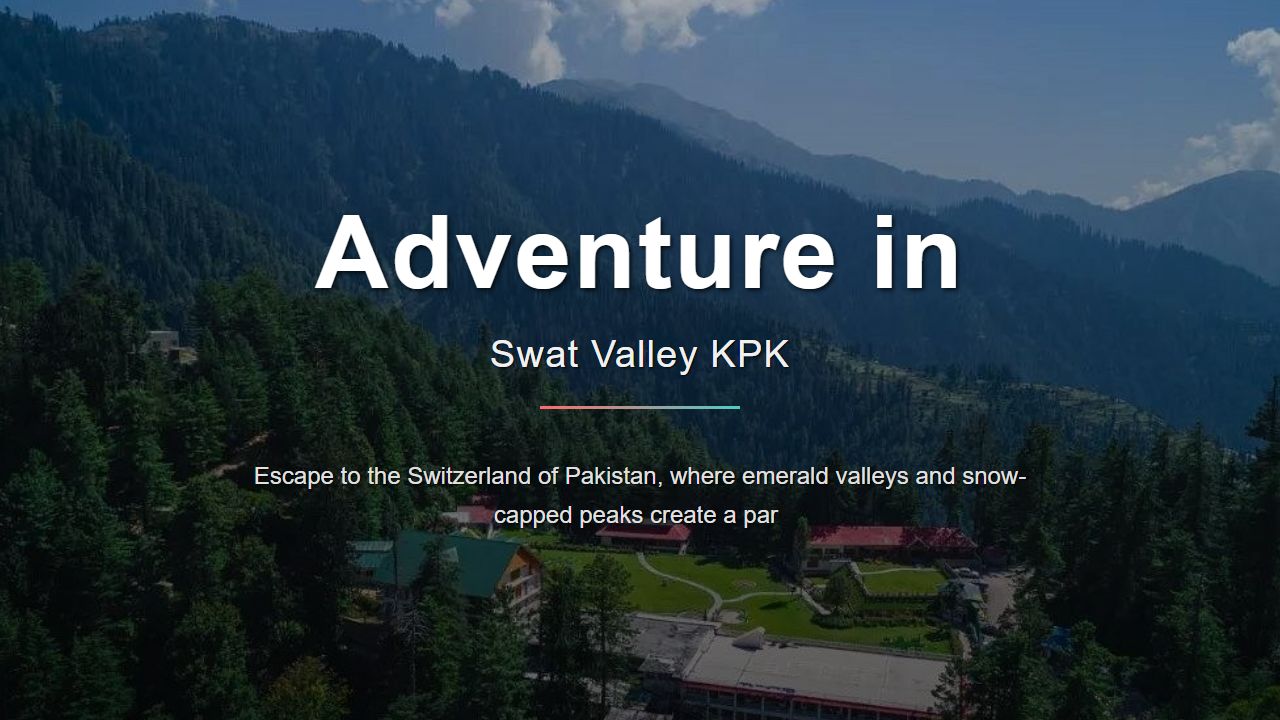 Adventure in
Swat Valley KPK
Escape to the Switzerland of Pakistan, where emerald valleys and snow-
capped peaks create a par